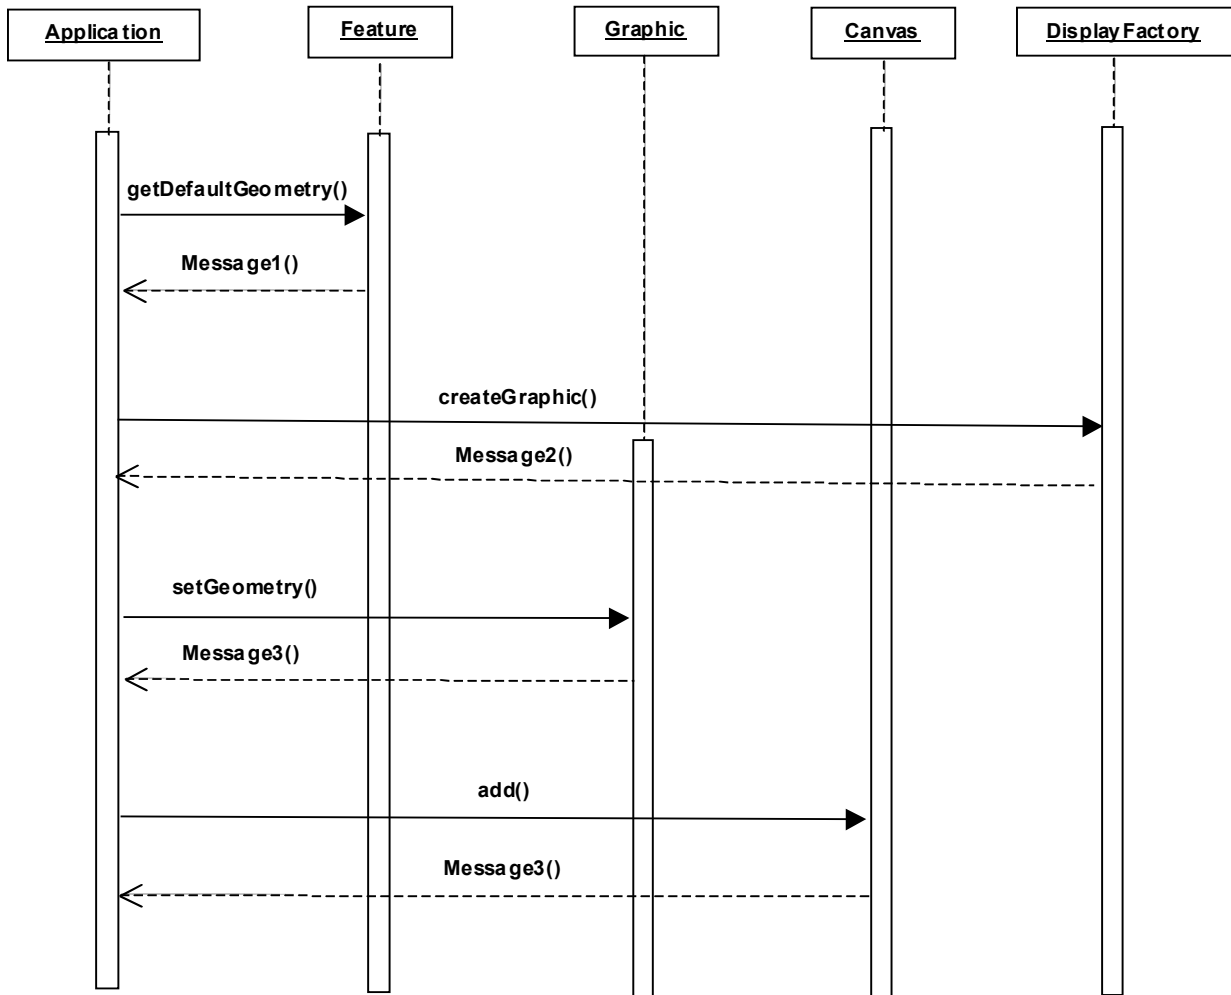 Application
Feature
Graphic
Canvas
DisplayFactory
getDefaultGeometry()
Message1()
createGraphic()
Message2()
setGeometry()
Message3()
add()
Message3()